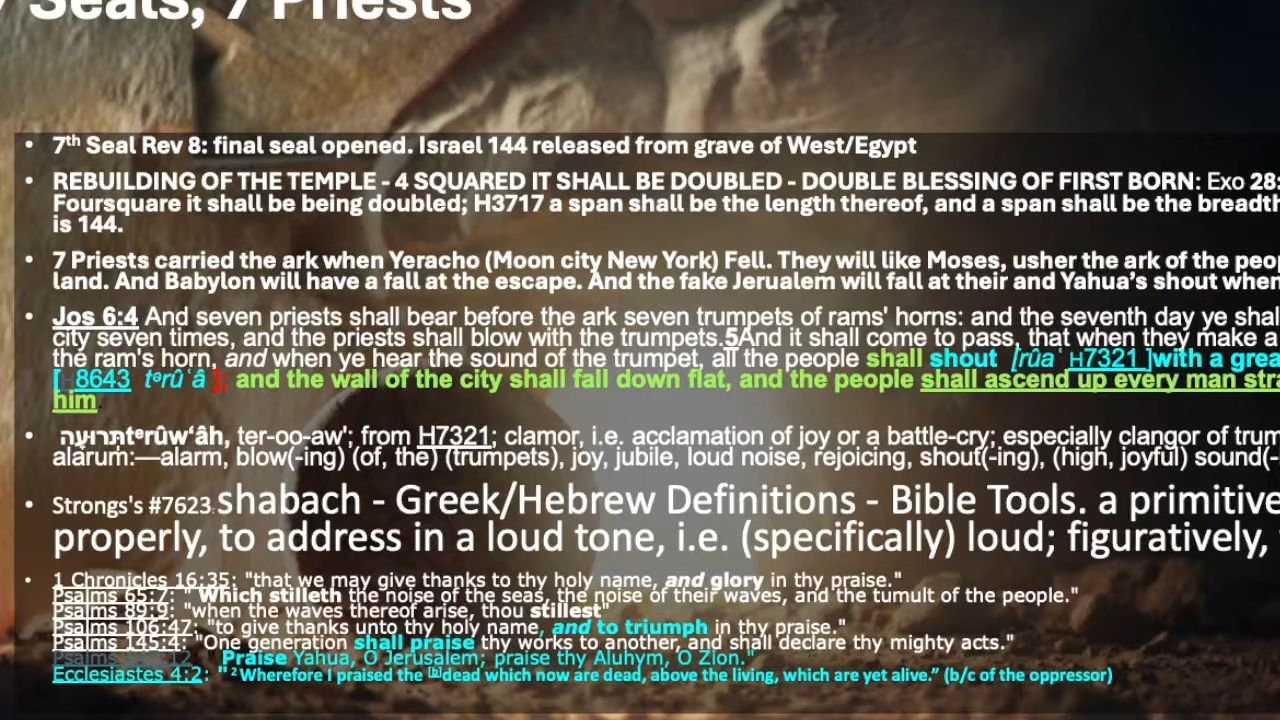 7 Seals, 7 Priests
• 7th Seal Rev 8: final seal opened. Israel 144 released from grave of West/Egypt
• REBUILDING OF THE TEMPLE - 4 SQUARED IT SHALL BE DOUBLED - DOUBLE BLESSING OF FIRST BORN: Exo 28:
Foursquare it shall be being doubled; H3717 a span shall be the length thereof, and a span shall be the breadth
is 144.
• 7 Priests carried the ark when Yeracho (Moon city New York) Fell. They will like Moses, usher the ark of the peop
land. And Babylon will have a fall at the escape. And the fake Jerusalem will fall at their and Yahua's shout when
• Jos 6:4 And seven priests shall bear before the ark seven trumpets of rams' horns: and the seventh day ye shal
city seven times, and the priests shall blow with the trumpets.5And it shall come to pass, that when they make a
the ram's horn, and when ye hear the sound of the trumpet, all the people shall shout [rûaʿ H7321 ]with a grea
[H8643 tᵊrûʿâ ]; and the wall of the city shall fall down flat, and the people shall ascend up every man stra
him.
• תְּרוּעָה tᵉrûwʻâh, ter-oo-aw'; from H7321; clamor, i.e. acclamation of joy or a battle-cry; especially clangor of trum
alarum:—alarm, blow(-ing) (of, the) (trumpets), joy, jubile, loud noise, rejoicing, shout(-ing), (high, joyful) sound(-
• Strongs's #7623: shabach - Greek/Hebrew Definitions - Bible Tools. a primitive
properly, to address in a loud tone, i.e. (specifically) loud; figuratively,
• 1 Chronicles 16:35: "that we may give thanks to thy holy name, and glory in thy praise."
Psalms 65:7: " Which stilleth the noise of the seas, the noise of their waves, and the tumult of the people."
Psalms 89:9: "when the waves thereof arise, thou stillest"
Psalms 106:47: "to give thanks unto thy holy name, and to triumph in thy praise."
Psalms 145:4: "One generation shall praise thy works to another, and shall declare thy mighty acts."
Psalms 147:12 Praise Yahua, O Jerusalem; praise thy Aluhym, O Zion."
Ecclesiastes 4:2: "2Wherefore I praised the [b]dead which now are dead, above the living, which are yet alive." (b/c of the oppressor)